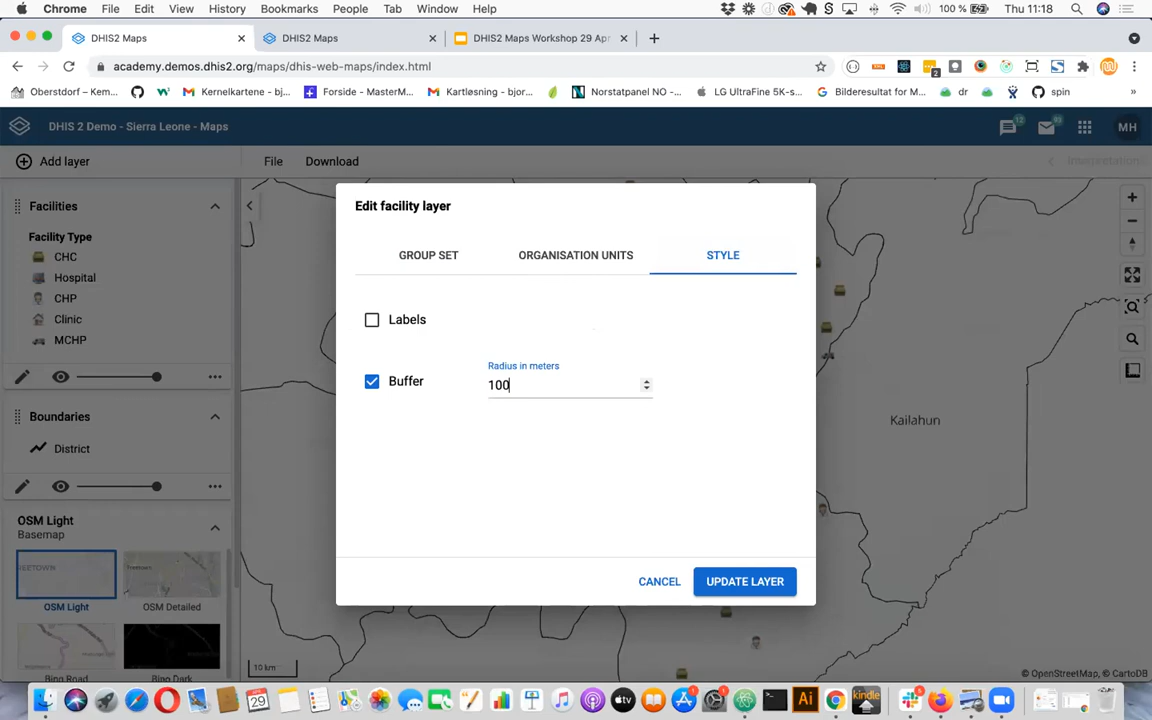 Chrome File Edit View History Bookmarks People Tab Window Help 100 % Thu 11:18
DHIS2 Maps DHIS2 Maps DHIS2 Maps Workshop 29 Apr
academy.demos.dhis2.org/maps/dhis-web-maps/index.html
Oberstdorf – Kem... Kernelkartene - bj... Forside - MasterM... Kartløsning - bjor... Norstatpanel NO -... LG UltraFine 5K-s... Bilderesultat for M... dr spin »
DHIS 2 Demo - Sierra Leone - Maps 12 MH
Add layer File Download Interpretation
Facilities
Facility Type
CHC
Hospital
CHP
Clinic
MCHP
Boundaries
District
OSM Light
Basemap
OSM Light OSM Detailed
Bing Road Bing Dark
Edit facility layer
GROUP SET ORGANISATION UNITS STYLE
Labels
Radius in meters
Buffer 100
CANCEL UPDATE LAYER
Kailahun
10 km
© OpenStreetMap, © CartoDB